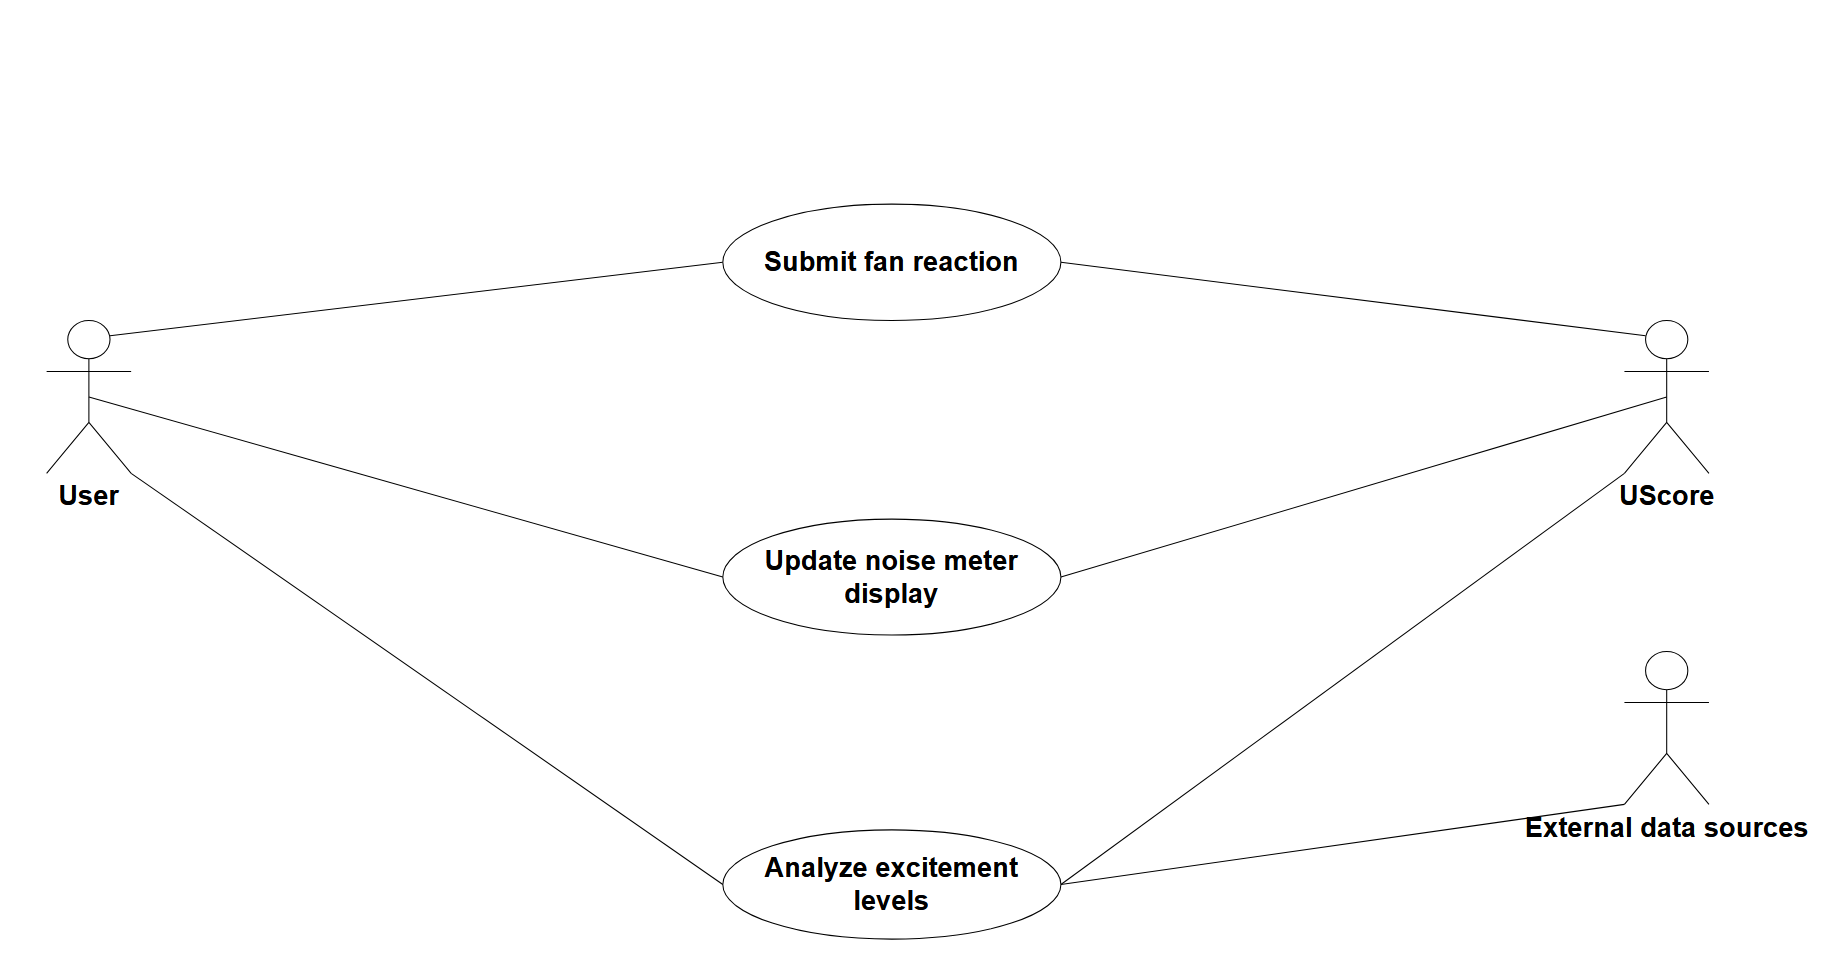 Submit fan reaction
User
UScore
Update noise meter
display
External data sources
Analyze excitement
levels